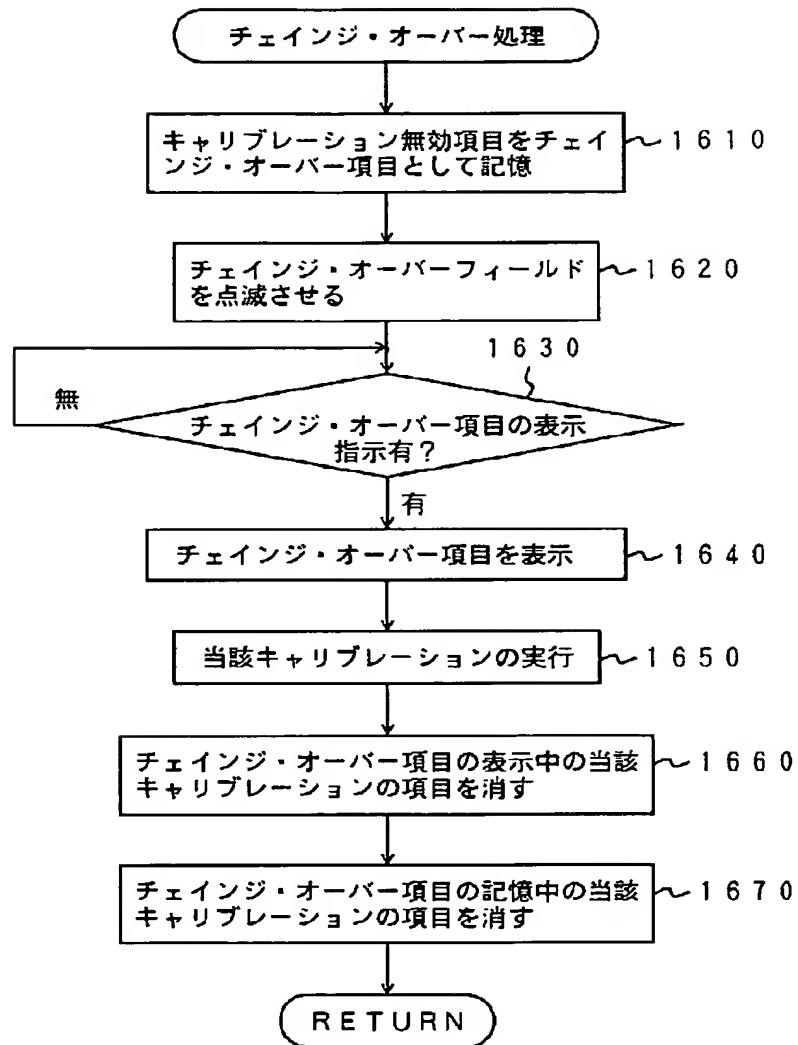 チェインジ・オーバー処理
キャリブレーション無効項目をチェイ
ンジ・オーバー項目として記憶
1610
チェインジ・オーバーフィールド
を点滅させる
1620
1630
無
チェインジ・オーバー項目の表示
指示有?
有
チェインジ・オーバー項目を表示
1640
当該キャリブレーションの実行
1650
チェインジ・オーバー項目の表示中の当該
キャリブレーションの項目を消す
1660
チェインジ・オーバー項目の記憶中の当該
キャリブレーションの項目を消す
1670
RETURN